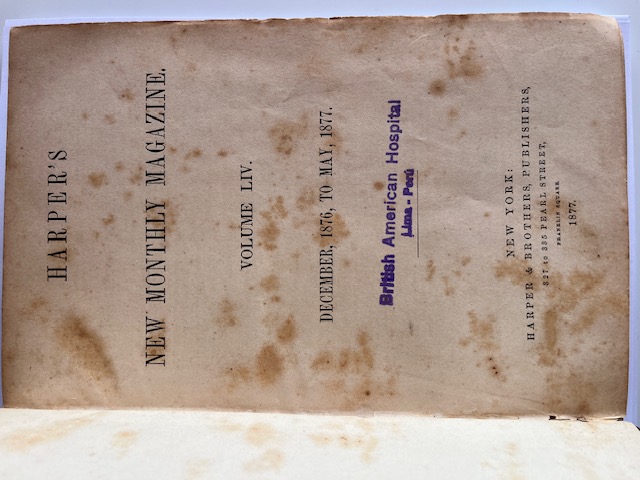 HARPER'S
NEW MONTHLY MAGAZINE.
VOLUME LIV.
DECEMBER, 1876, TO MAY, 1877.
British American Hospital
Lima - Perú
NEW YORK:
HARPER & BROTHERS, PUBLISHERS,
327 to 335 PEARL STREET,
FRANKLIN SQUARE.
1877.